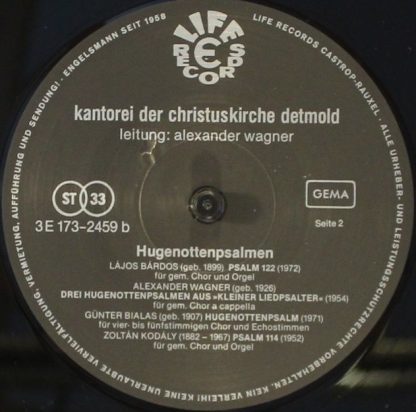 LIFE
RECORDS
LIFE RECORDS CASTROP-RAUXEL · ALLE URHEBER- UND LEISTUNGSSCHUTZRECHTE VORBEHALTEN. KEIN VERLEIH! KEINE UNERLAUBTE VERVIELFÄLTIGUNG, VERMIETUNG, AUFFÜHRUNG UND SENDUNG! · ENGELSMANN SEIT 1958
kantorei der christuskirche detmold
leitung: alexander wagner
ST 33
GEMA
3 E 173-2459 b
Seite 2
Hugenottenpsalmen
LÁJOS BÁRDOS (geb. 1899) PSALM 122 (1972)
für gem. Chor und Orgel
ALEXANDER WAGNER (geb. 1926)
DREI HUGENOTTENPSALMEN AUS »KLEINER LIEDPSALTER« (1954)
für gem. Chor a cappella
GÜNTER BIALAS (geb. 1907) HUGENOTTENPSALM (1971)
für vier- bis fünfstimmigen Chor und Echostimmen
ZOLTÁN KODÁLY (1882 – 1967) PSALM 114 (1952)
für gem. Chor und Orgel